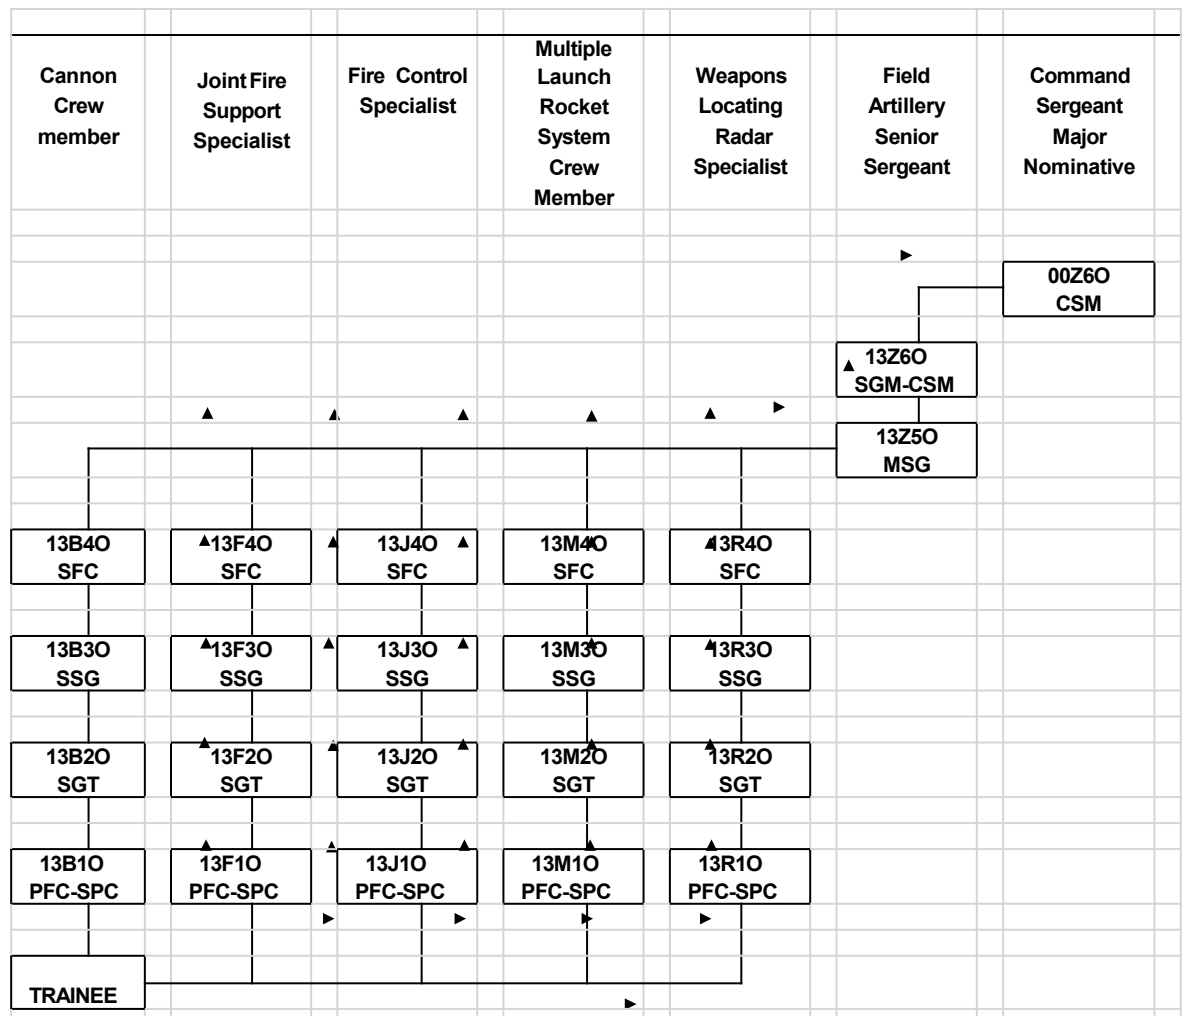 Cannon
Crew
member
Joint Fire
Support
Specialist
Fire Control
Specialist
Multiple
Launch
Rocket
System
Crew
Member
Weapons
Locating
Radar
Specialist
Field
Artillery
Senior
Sergeant
Command
Sergeant
Major
Nominative
00Z6O
CSM
13Z6O
SGM-CSM
13Z5O
MSG
13B4O
SFC
13F4O
SFC
13J4O
SFC
13M4O
SFC
13R4O
SFC
13B3O
SSG
13F3O
SSG
13J3O
SSG
13M3O
SSG
13R3O
SSG
13B2O
SGT
13F2O
SGT
13J2O
SGT
13M2O
SGT
13R2O
SGT
13B1O
PFC-SPC
13F1O
PFC-SPC
13J1O
PFC-SPC
13M1O
PFC-SPC
13R1O
PFC-SPC
TRAINEE